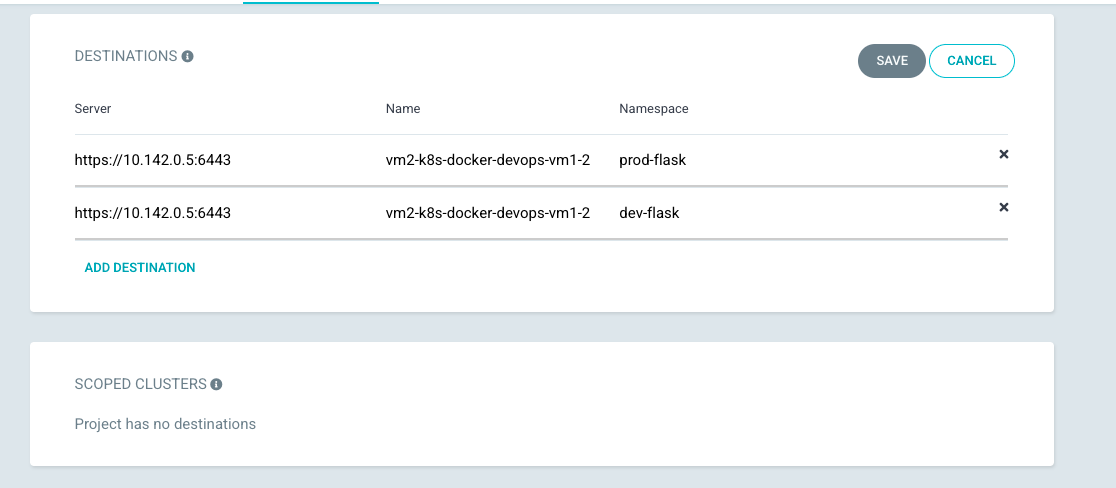 DESTINATIONS
SAVE CANCEL
Server Name Namespace
https://10.142.0.5:6443 vm2-k8s-docker-devops-vm1-2 prod-flask
https://10.142.0.5:6443 vm2-k8s-docker-devops-vm1-2 dev-flask
ADD DESTINATION
SCOPED CLUSTERS
Project has no destinations